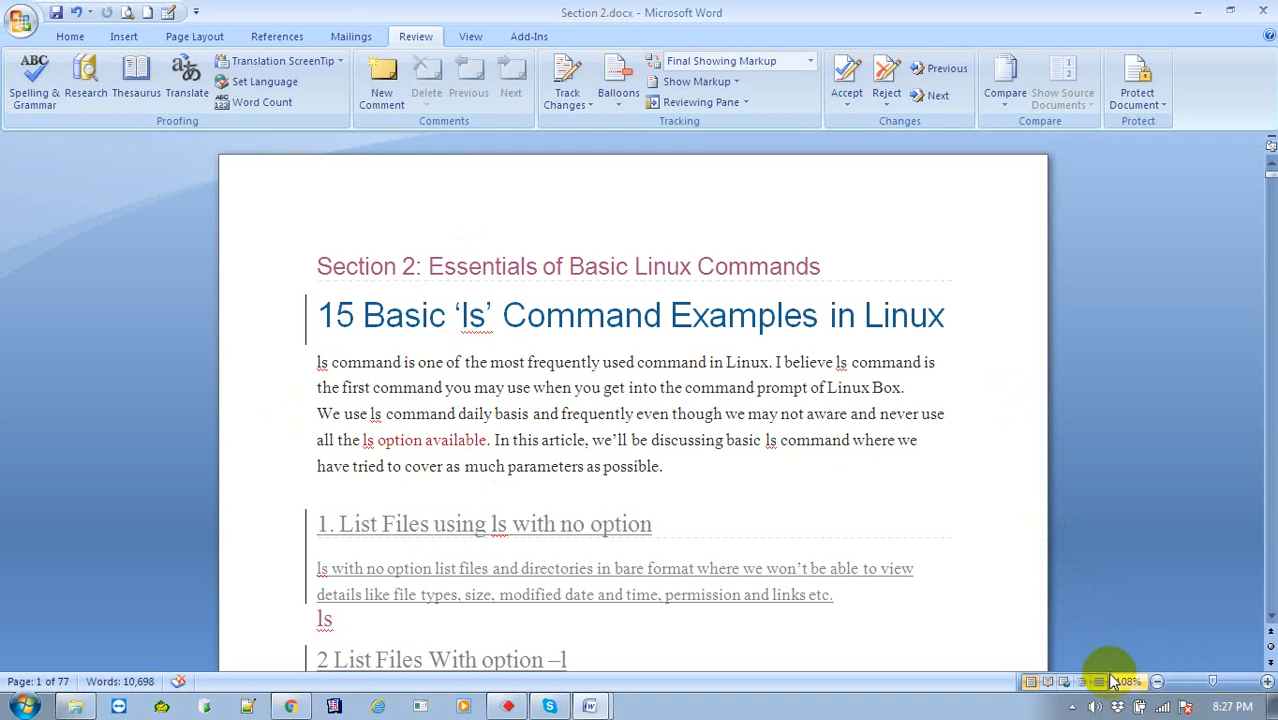 Section 2.docx - Microsoft Word
Home Insert Page Layout References Mailings Review View Add-Ins
ABC Spelling & Grammar
Research
Thesaurus
Translate
Translation ScreenTip
Set Language
Word Count
Proofing
New Comment
Delete
Previous
Next
Comments
Track Changes
Balloons
Final Showing Markup
Show Markup
Reviewing Pane
Tracking
Accept
Reject
Previous
Next
Changes
Compare
Show Source Documents
Compare
Protect Document
Protect
Section 2: Essentials of Basic Linux Commands
15 Basic ‘ls’ Command Examples in Linux
ls command is one of the most frequently used command in Linux. I believe ls command is
the first command you may use when you get into the command prompt of Linux Box.
We use ls command daily basis and frequently even though we may not aware and never use
all the ls option available. In this article, we’ll be discussing basic ls command where we
have tried to cover as much parameters as possible.
1. List Files using ls with no option
ls with no option list files and directories in bare format where we won’t be able to view
details like file types, size, modified date and time, permission and links etc.
ls
2 List Files With option –l
Page: 1 of 77 Words: 10,698 108%
8:27 PM